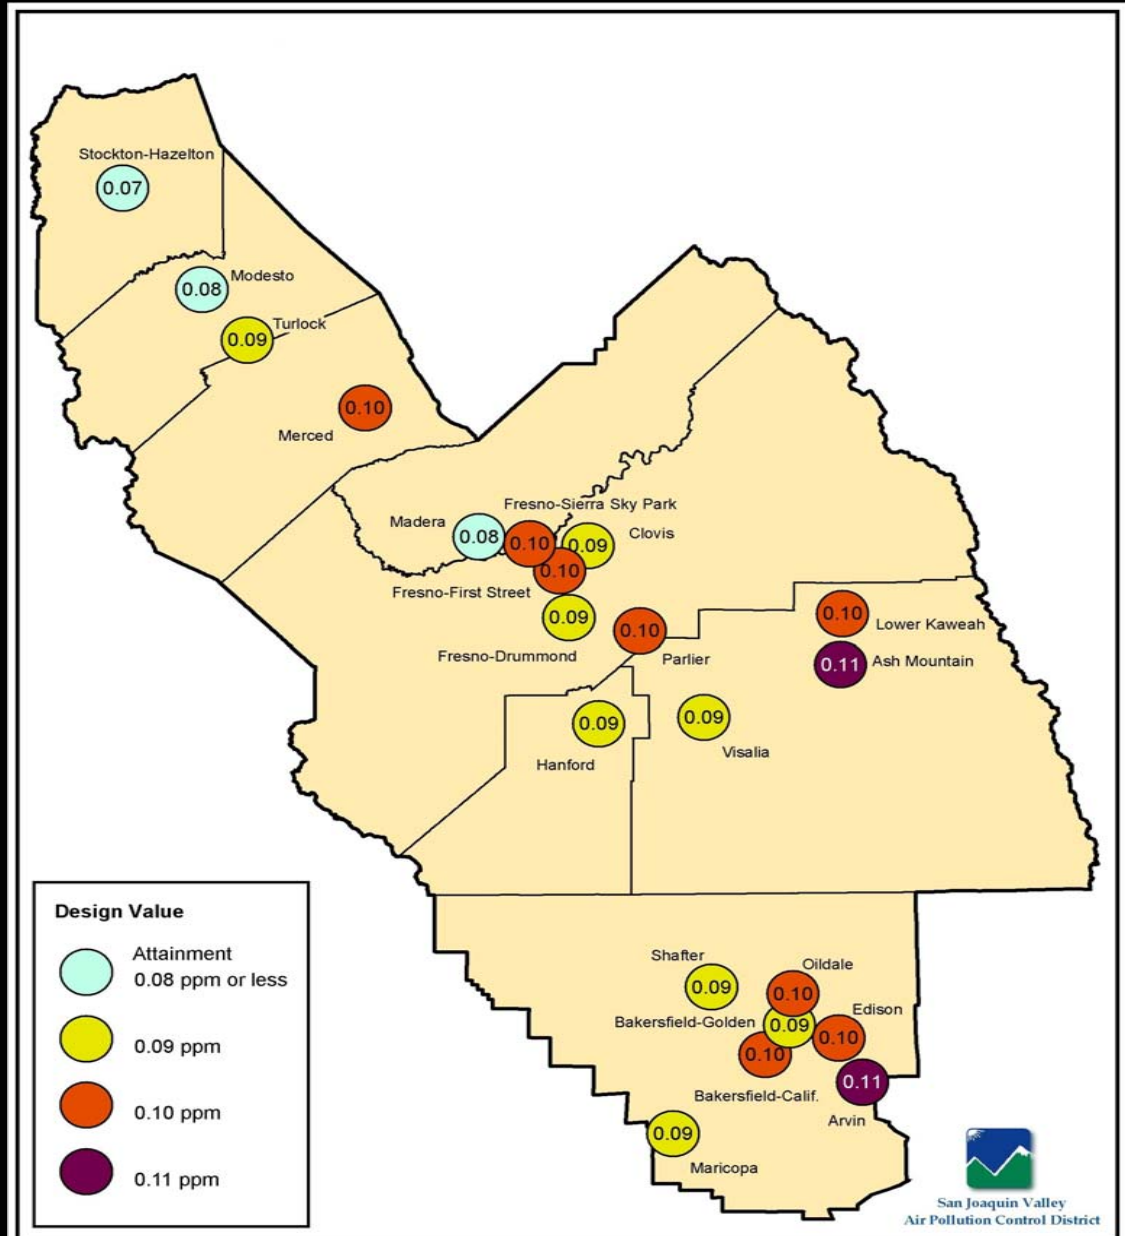 Stockton-Hazelton
0.07
Modesto
0.08
Turlock
0.09
0.10
Merced
Fresno-Sierra Sky Park
Madera
0.08
0.10
0.09
Clovis
0.10
Fresno-First Street
0.09
Fresno-Drummond
0.10
Parlier
0.10
Lower Kaweah
0.11
Ash Mountain
0.09
Hanford
0.09
Visalia
Design Value
Attainment
0.08 ppm or less
0.09 ppm
0.10 ppm
0.11 ppm
Shafter
0.09
Oildale
0.10
Bakersfield-Golden
0.09
Edison
0.10
0.10
Bakersfield-Calif.
0.11
Arvin
0.09
Maricopa
San Joaquin Valley
Air Pollution Control District